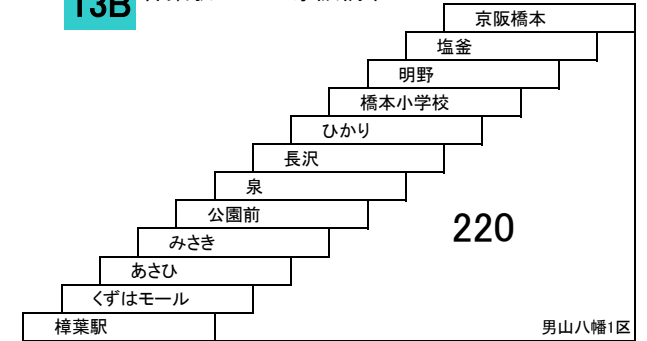 13B
京阪橋本
塩釜
明野
橋本小学校
ひかり
長沢
泉
公園前
220
みさき
あさひ
くずはモール
樟葉駅
男山八幡1区